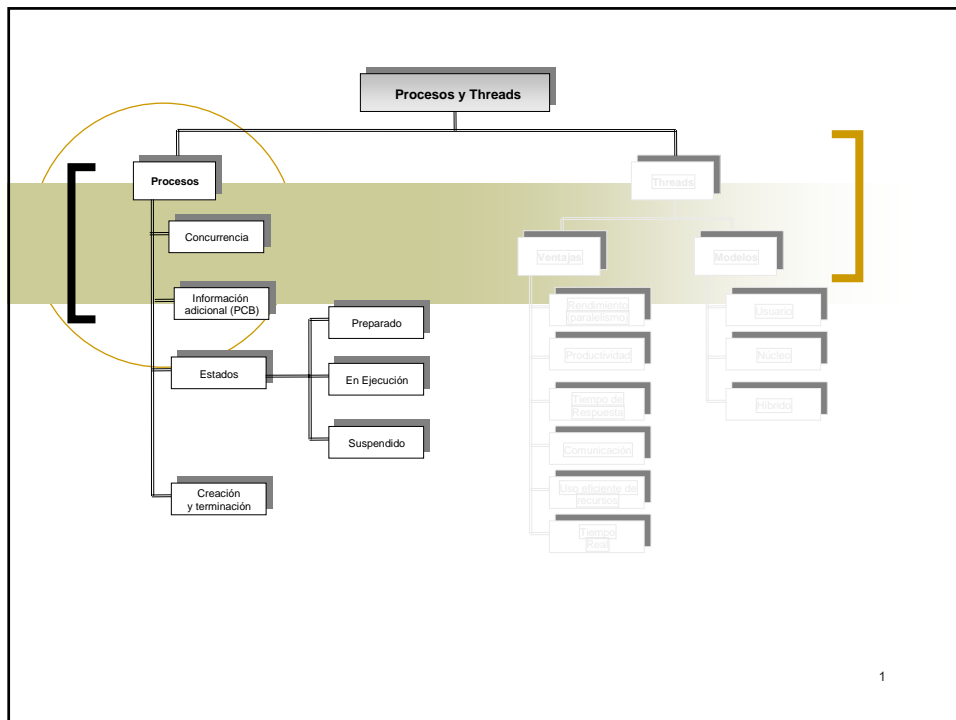 Procesos y Threads
Procesos
Concurrencia
Información
adicional (PCB)
Estados
Preparado
En Ejecución
Suspendido
Creación
y terminación
Threads
Ventajas
Rendimiento
(paralelismo)
Productividad
Tiempo de
Respuesta
Comunicación
Uso eficiente de
recursos
Tiempo
Real
Modelos
Usuario
Núcleo
Híbrido
1